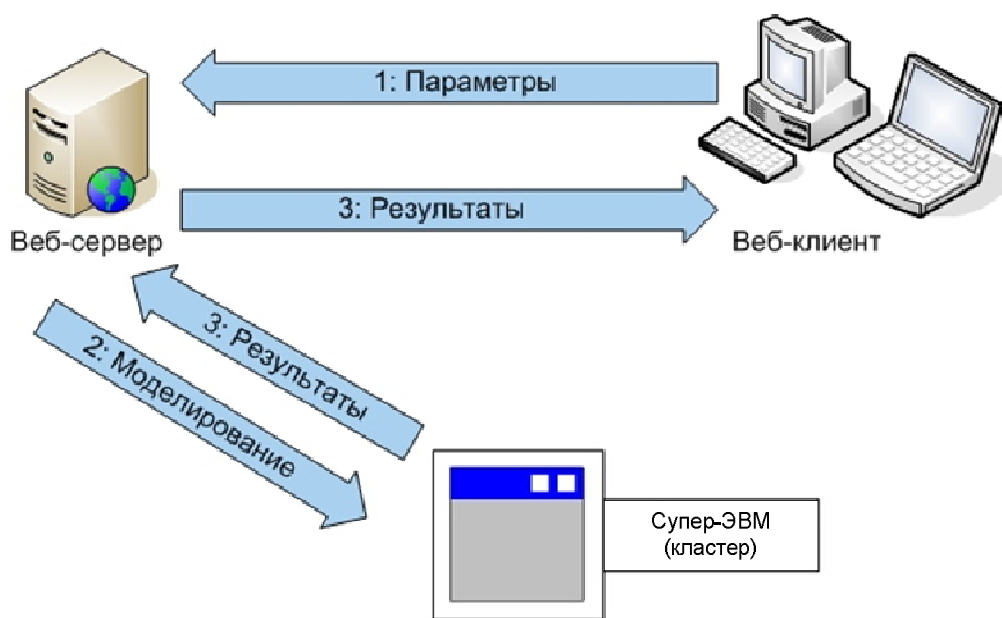 1: Параметры
3: Результаты
Веб-сервер
Веб-клиент
3: Результаты
2: Моделирование
Супер-ЭВМ
(кластер)